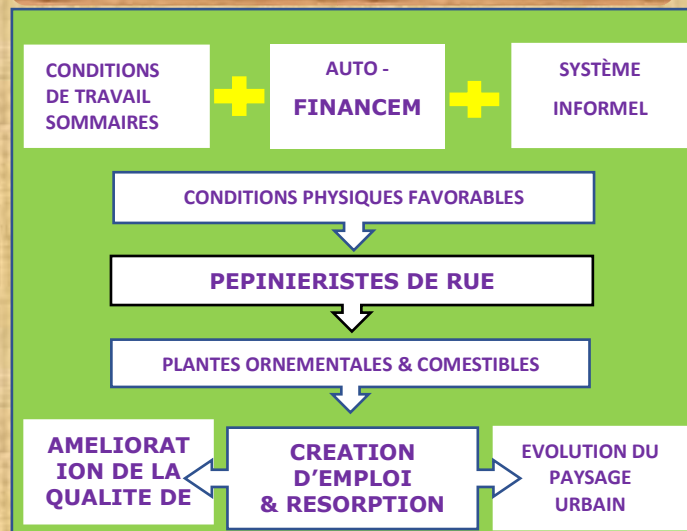 CONDITIONS
DE TRAVAIL
SOMMAIRES
AUTO -
FINANCEM
SYSTÈME
INFORMEL
CONDITIONS PHYSIQUES FAVORABLES
PEPINIERISTES DE RUE
PLANTES ORNEMENTALES & COMESTIBLES
AMELIORAT
ION DE LA
QUALITE DE
CREATION
D’EMPLOI
& RESORPTION
EVOLUTION DU
PAYSAGE
URBAIN